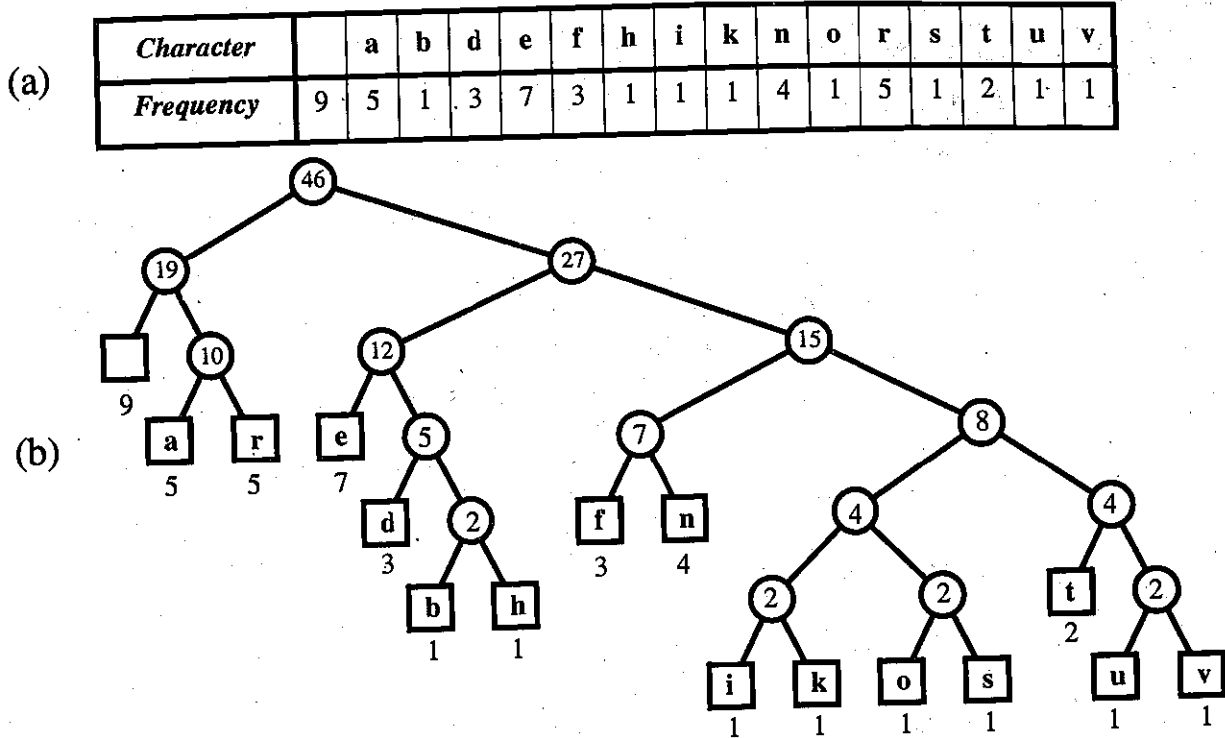 (a)
Character a b d e f h i k n o r s t u v
Frequency 9 5 1 3 7 3 1 1 1 4 1 5 1 2 1 1
(b)
46
19 27
10 12 15
9
a r e 5 7 8
5 5 7
d 2 f n 4 4
3 3 4
b h 2 2 t 2
1 1 2
i k o s u v
1 1 1 1 1 1